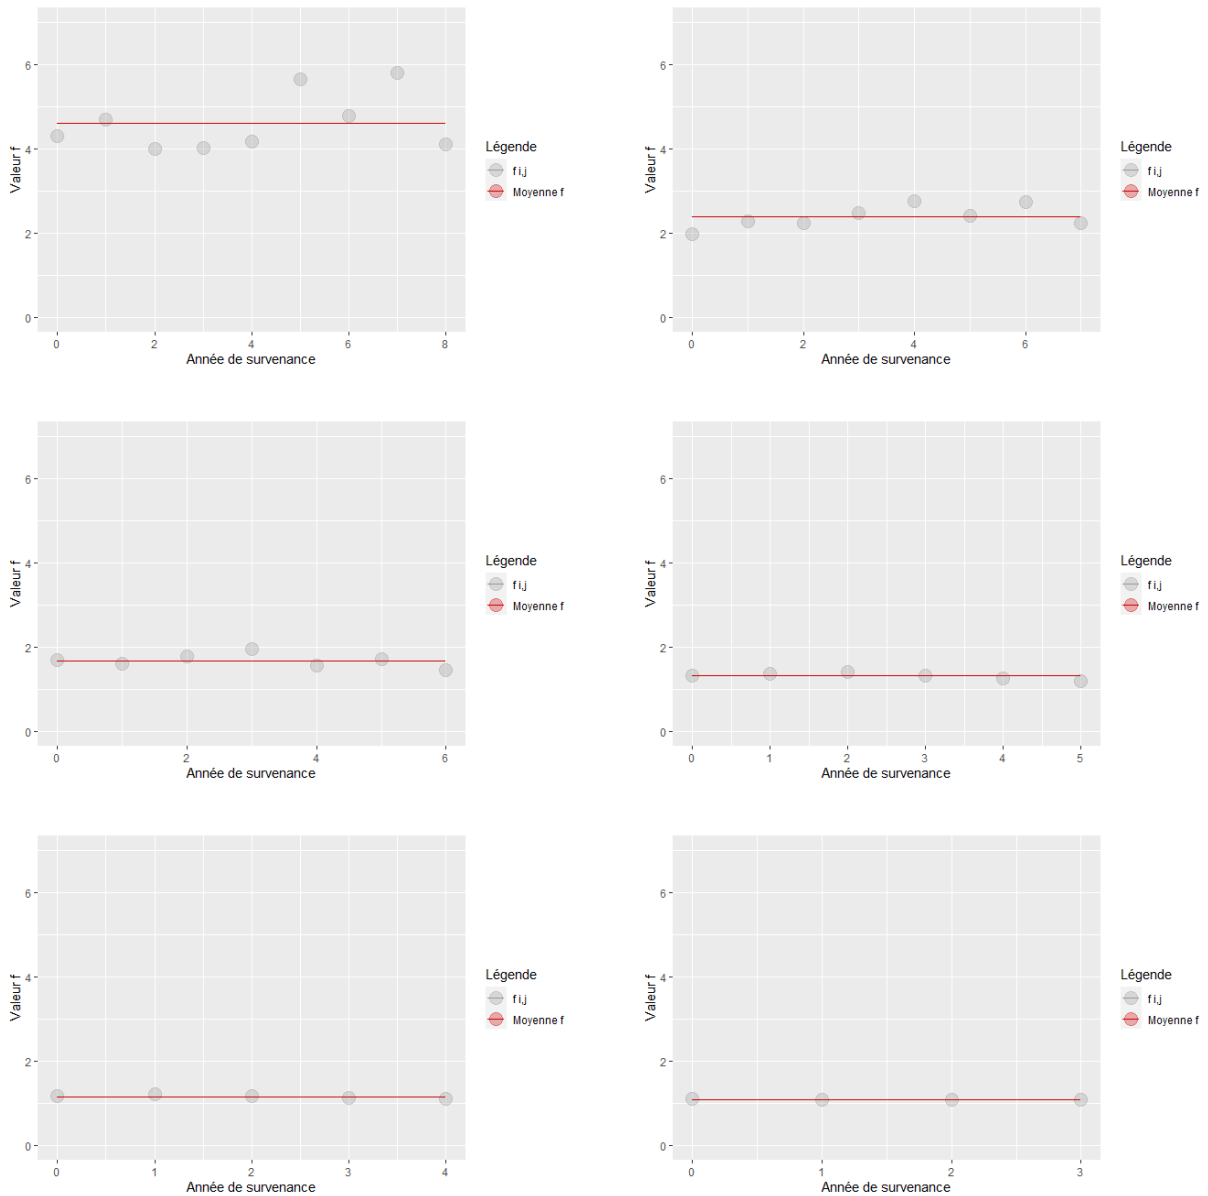 6
4
2
0
Valeur f
0 2 4 6 8
Année de survenance
Légende
f i,j
Moyenne f
6
4
2
0
Valeur f
0 2 4 6
Année de survenance
Légende
f i,j
Moyenne f
6
4
2
0
Valeur f
0 2 4 6
Année de survenance
Légende
f i,j
Moyenne f
6
4
2
0
Valeur f
0 1 2 3 4 5
Année de survenance
Légende
f i,j
Moyenne f
6
4
2
0
Valeur f
0 1 2 3 4
Année de survenance
Légende
f i,j
Moyenne f
6
4
2
0
Valeur f
0 1 2 3
Année de survenance
Légende
f i,j
Moyenne f